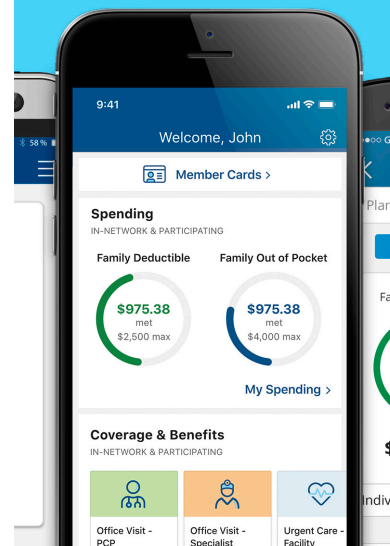 9:41
58 %
Welcome, John
Member Cards >
Spending
IN-NETWORK & PARTICIPATING
Family Deductible
Family Out of Pocket
$975.38
met
$2,500 max
$975.38
met
$4,000 max
My Spending >
Coverage & Benefits
IN-NETWORK & PARTICIPATING
Office Visit -
PCP
Office Visit -
Specialist
Urgent Care -
Facility
G
Plan
Fa
$
Indiv